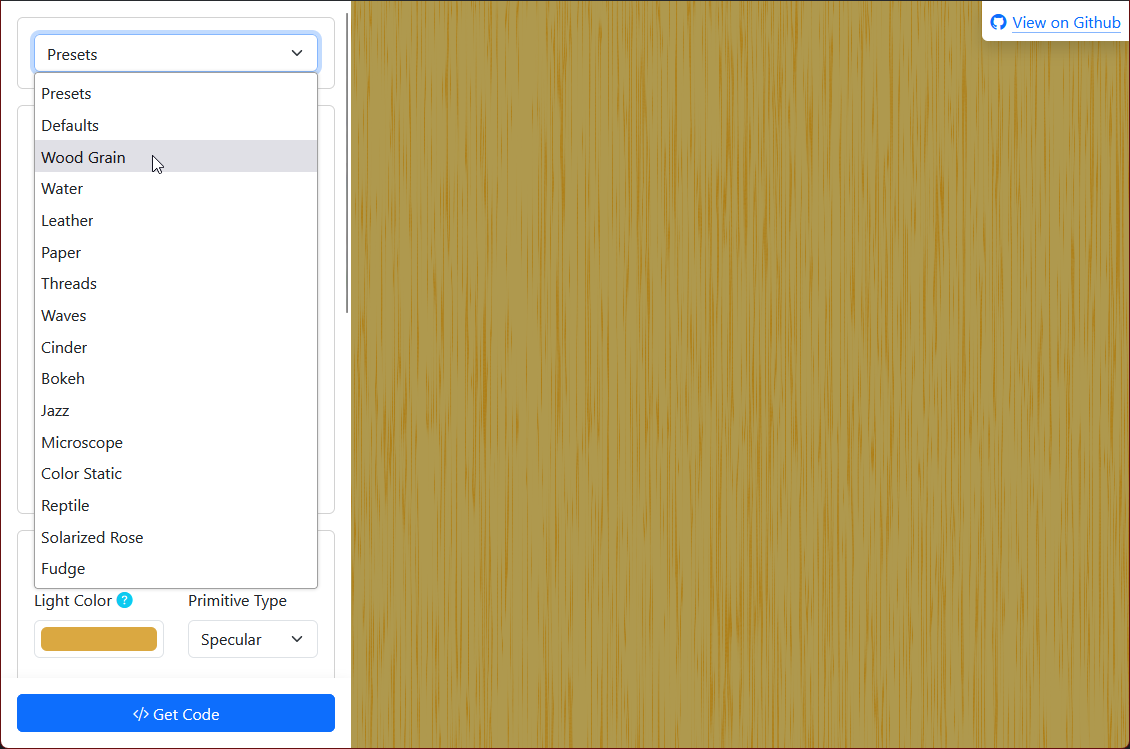 View on Github
Presets
Presets
Defaults
Wood Grain
Water
Leather
Paper
Threads
Waves
Cinder
Bokeh
Jazz
Microscope
Color Static
Reptile
Solarized Rose
Fudge
Light Color ?
Primitive Type
Specular
</> Get Code